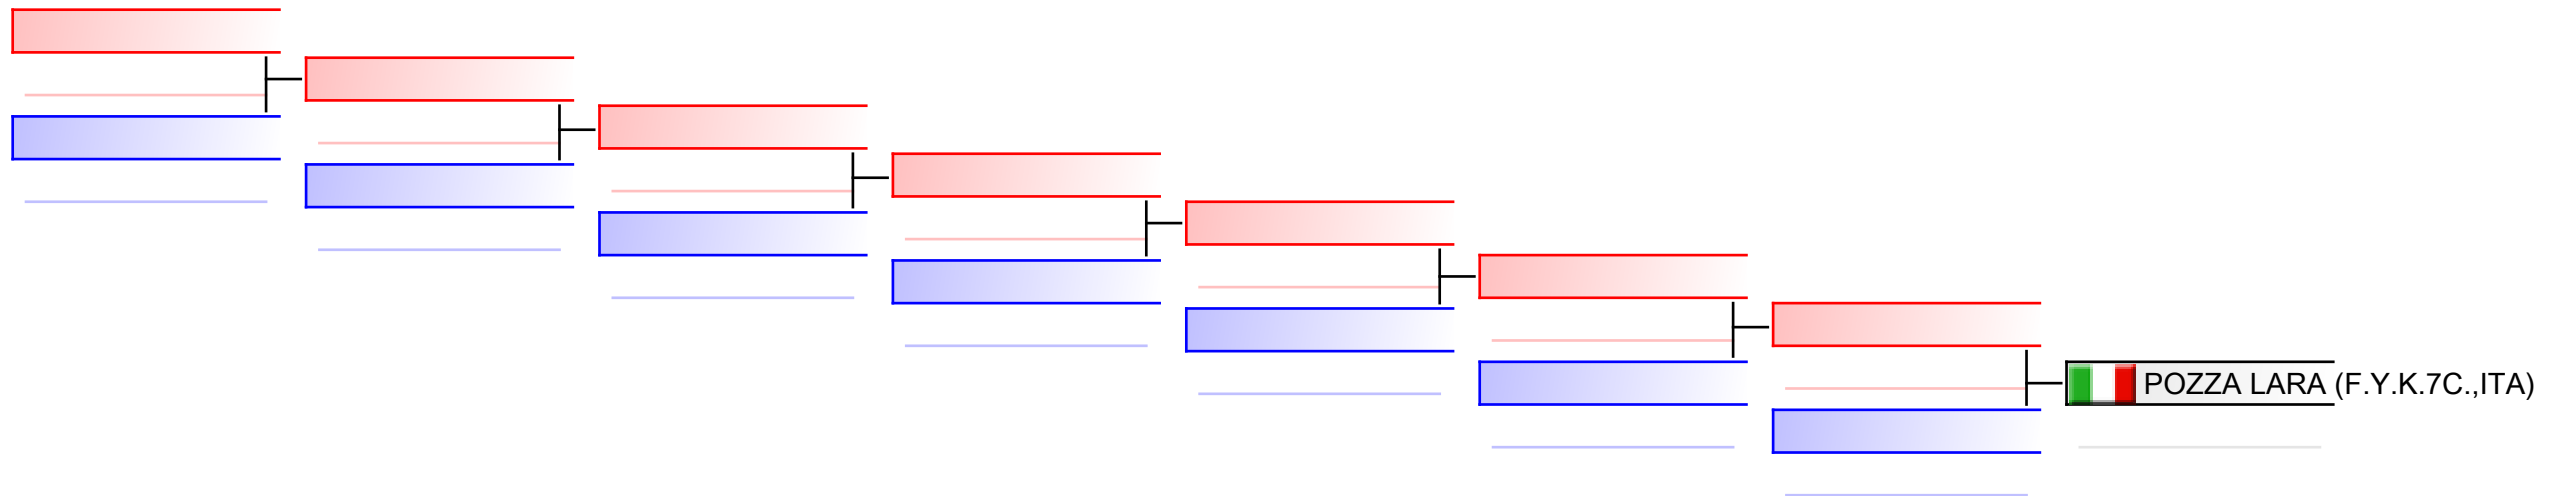 POZZA LARA (F.Y.K.7C.,ITA)